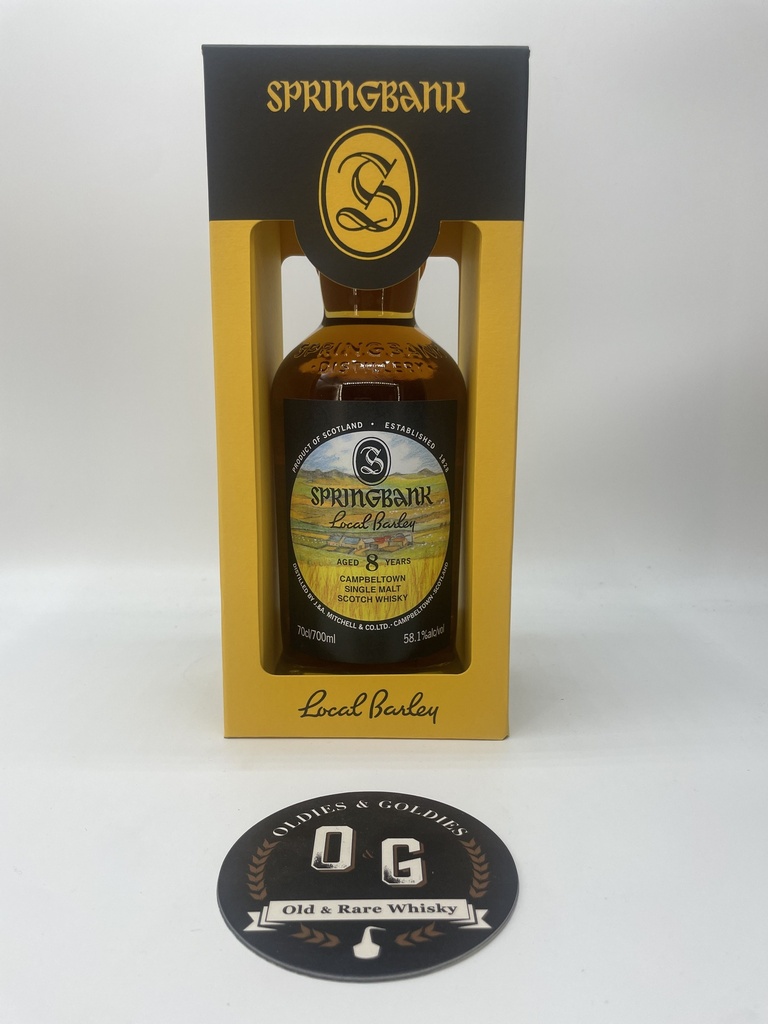 SPRINGBANK
S
SPRINGBANK
DISTILLERY
PRODUCT OF SCOTLAND • ESTABLISHED 1828
S
SPRINGBANK
Local Barley
AGED 8 YEARS
CAMPBELTOWN
SINGLE MALT
SCOTCH WHISKY
DISTILLED BY J.&A. MITCHELL & CO.LTD. • CAMPBELTOWN • SCOTLAND
70cl/700ml
58.1%alc/vol
Local Barley
OLDIES & GOLDIES
O & G
Old & Rare Whisky